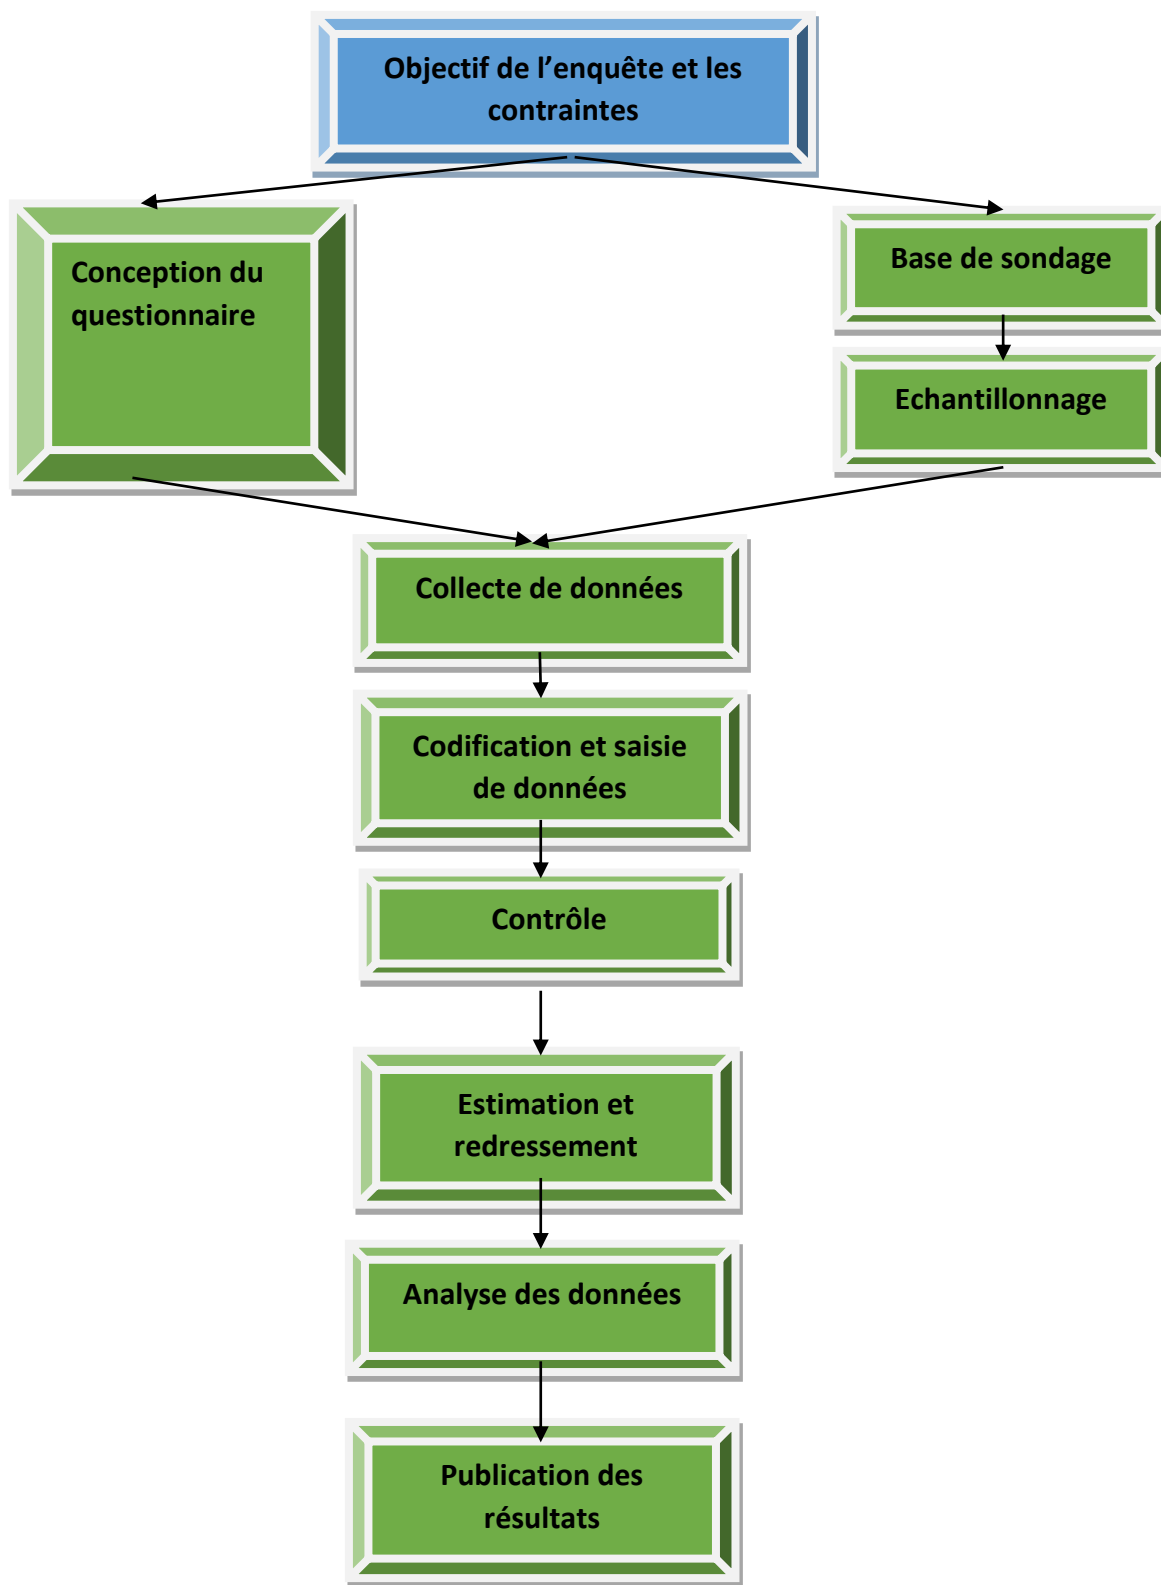 Objectif de l’enquête et les
contraintes
Conception du
questionnaire
Base de sondage
Echantillonnage
Collecte de données
Codification et saisie
de données
Contrôle
Estimation et
redressement
Analyse des données
Publication des
résultats